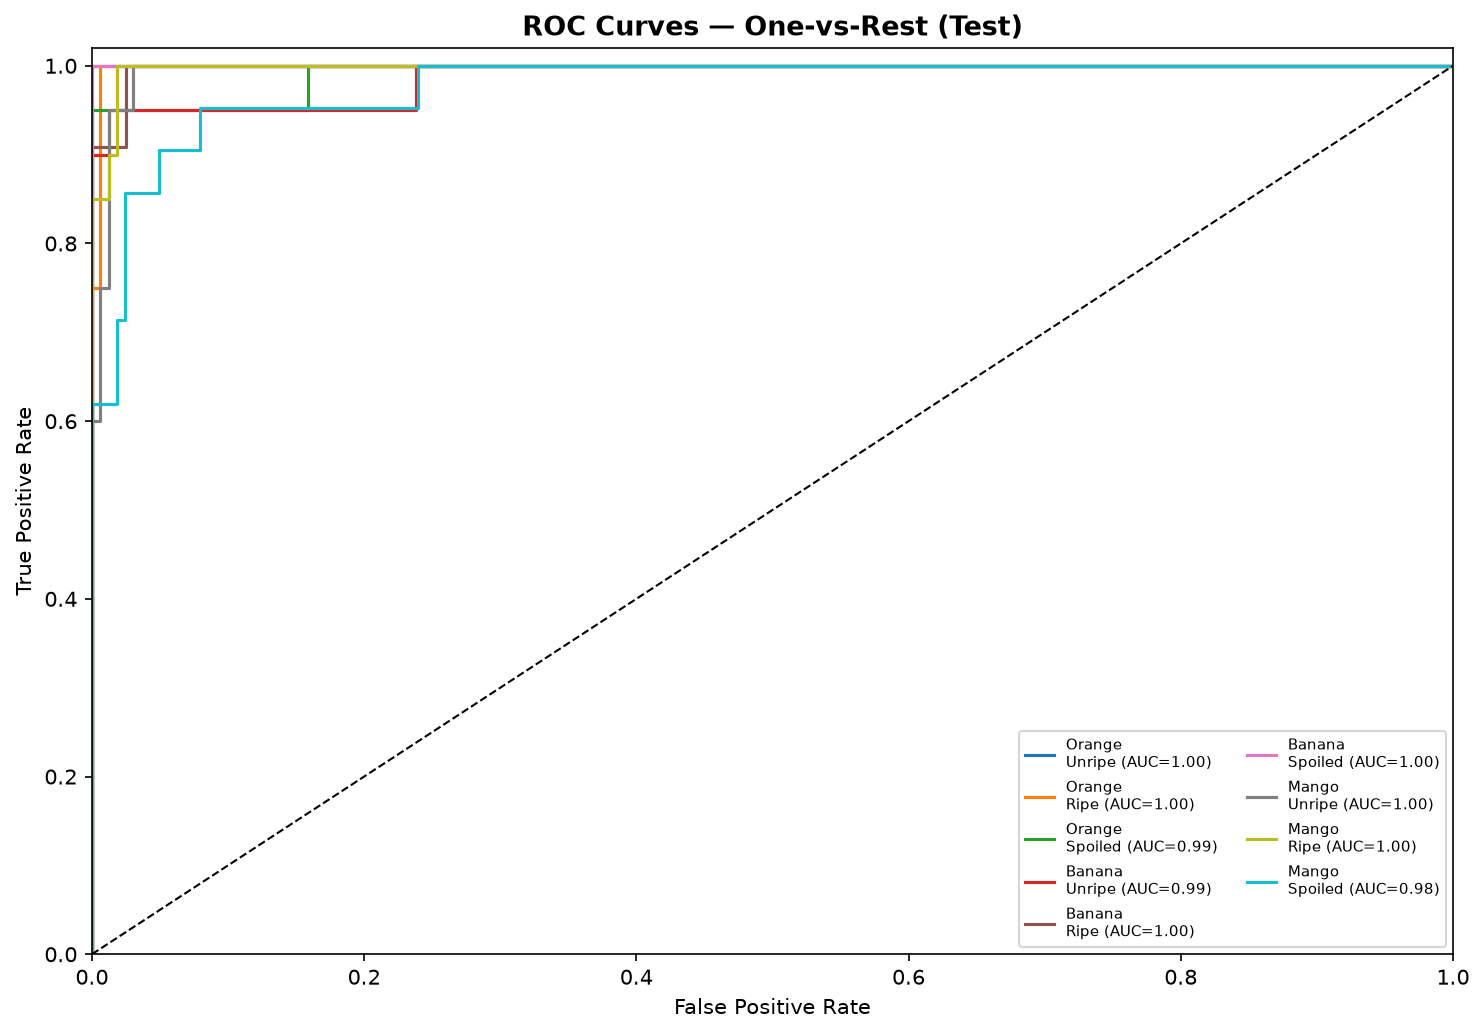 ROC Curves — One-vs-Rest (Test)
True Positive Rate
1.0
0.8
0.6
0.4
0.2
0.0
0.0 0.2 0.4 0.6 0.8 1.0
False Positive Rate
Orange
Unripe (AUC=1.00)
Orange
Ripe (AUC=1.00)
Orange
Spoiled (AUC=0.99)
Banana
Unripe (AUC=0.99)
Banana
Ripe (AUC=1.00)
Banana
Spoiled (AUC=1.00)
Mango
Unripe (AUC=1.00)
Mango
Ripe (AUC=1.00)
Mango
Spoiled (AUC=0.98)